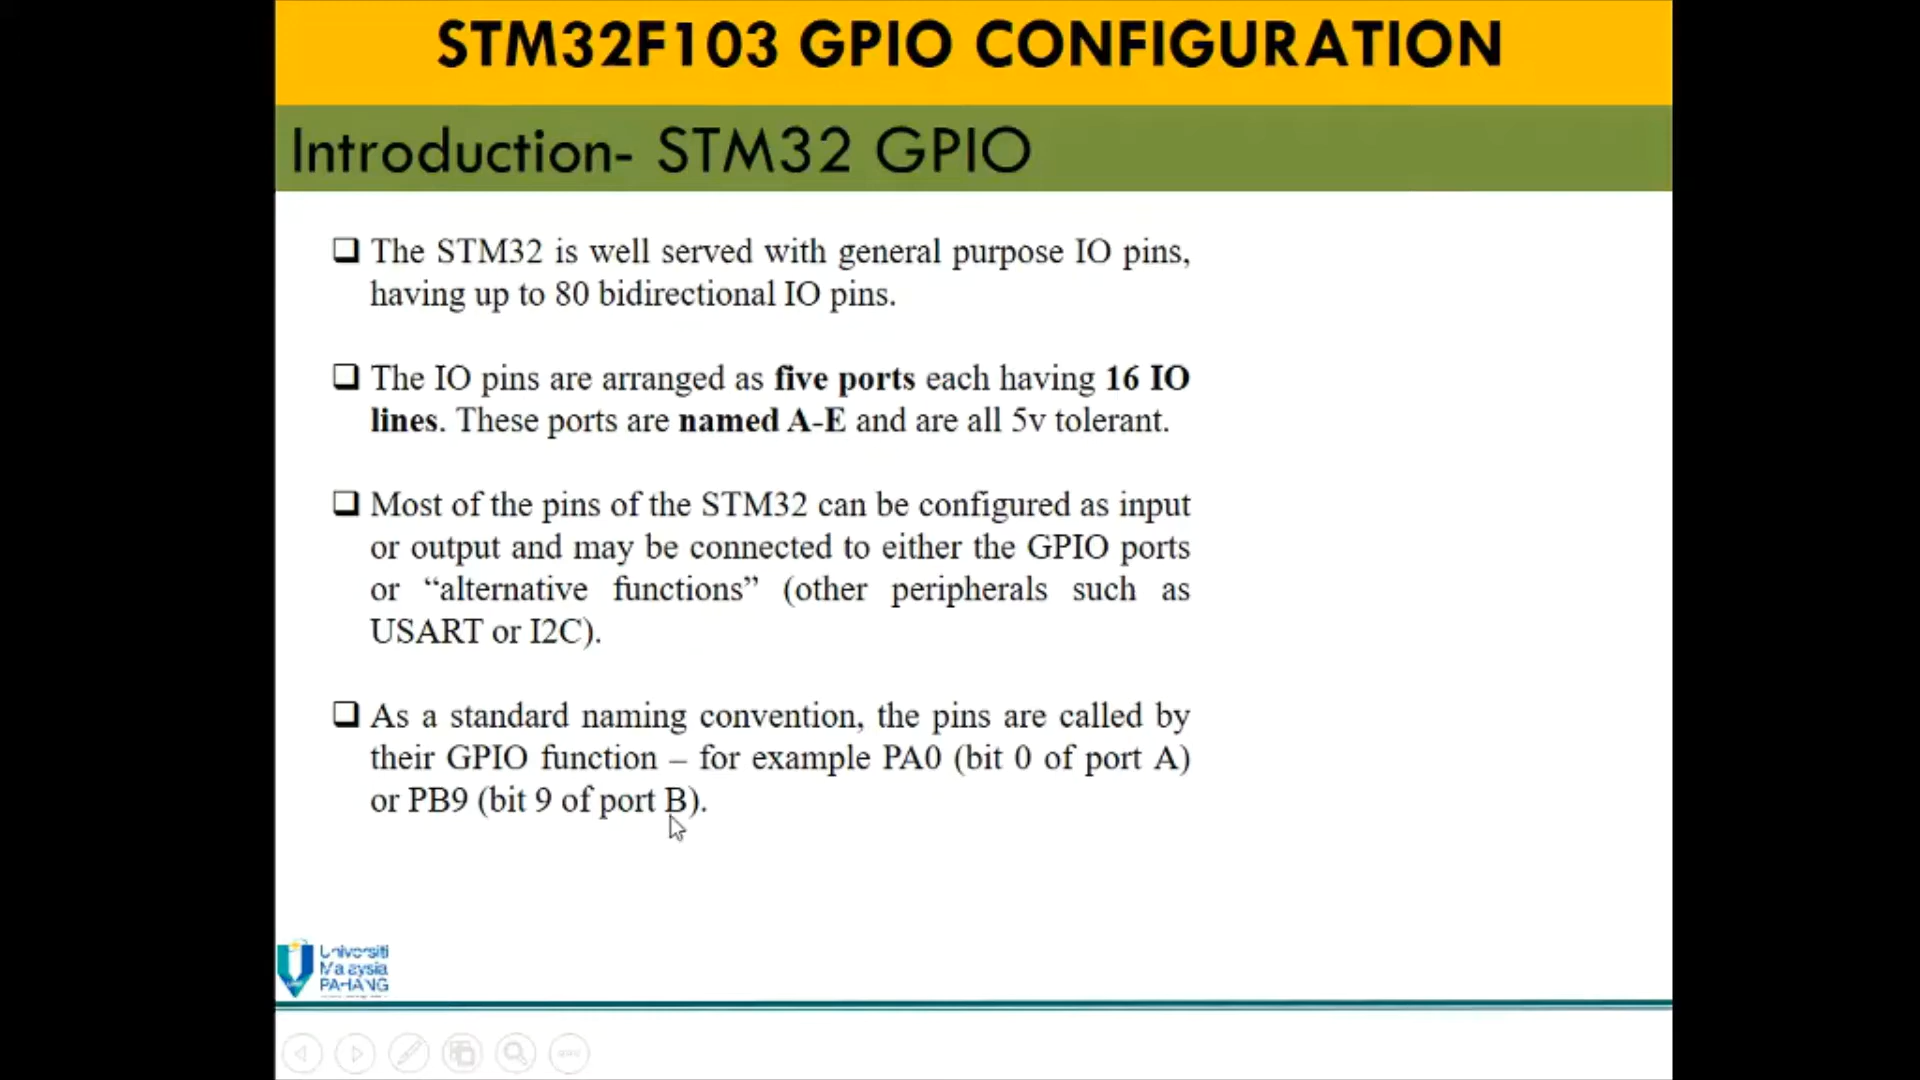 STM32F103 GPIO CONFIGURATION
Introduction- STM32 GPIO
❑ The STM32 is well served with general purpose IO pins,
having up to 80 bidirectional IO pins.
❑ The IO pins are arranged as five ports each having 16 IO
lines. These ports are named A-E and are all 5v tolerant.
❑ Most of the pins of the STM32 can be configured as input
or output and may be connected to either the GPIO ports
or “alternative functions” (other peripherals such as
USART or I2C).
❑ As a standard naming convention, the pins are called by
their GPIO function – for example PA0 (bit 0 of port A)
or PB9 (bit 9 of port B).
Universiti
Malaysia
PAHANG